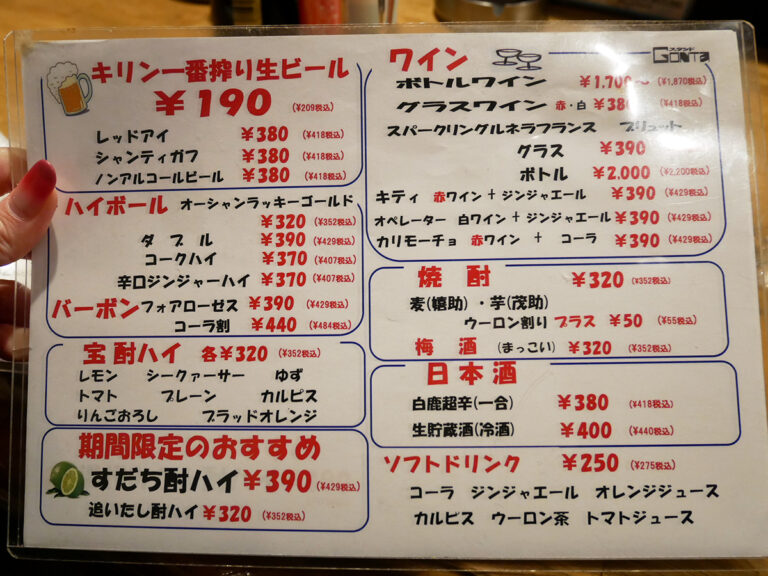 キリン一番搾り生ビール
¥190 (¥209税込)
レッドアイ ¥380 (¥418税込)
シャンティガフ ¥380 (¥418税込)
ノンアルコールビール ¥380 (¥418税込)
ハイボール オーシャンラッキーゴールド
¥320 (¥352税込)
ダブル ¥390 (¥429税込)
コークハイ ¥370 (¥407税込)
辛口ジンジャーハイ ¥370 (¥407税込)
バーボン フォアローゼス ¥390 (¥429税込)
コーラ割 ¥440 (¥484税込)
宝酎ハイ 各¥320 (¥352税込)
レモン シークァーサー ゆず
トマト プレーン カルピス
りんごおろし ブラッドオレンジ
期間限定のおすすめ
すだち酎ハイ ¥390 (¥429税込)
追いたし酎ハイ ¥320 (¥352税込)
スタンド
GONTa
ワイン
ボトルワイン ¥1,700~ (¥1,870税込)
グラスワイン 赤・白 ¥380 (¥418税込)
スパークリングルネラフランス ブリュット
グラス ¥390
ボトル ¥2,000 (¥2,200税込)
キティ 赤ワイン + ジンジャエール ¥390 (¥429税込)
オペレーター 白ワイン + ジンジャエール ¥390 (¥429税込)
カリモーチョ 赤ワイン + コーラ ¥390 (¥429税込)
焼酎 ¥320 (¥352税込)
麦(嬉助)・芋(茂助)
ウーロン割り プラス ¥50 (¥55税込)
梅酒 (まっこい) ¥320 (¥352税込)
日本酒
白鹿超辛(一合) ¥380 (¥418税込)
生貯蔵酒(冷酒) ¥400 (¥440税込)
ソフトドリンク ¥250 (¥275税込)
コーラ ジンジャエール オレンジジュース
カルピス ウーロン茶 トマトジュース